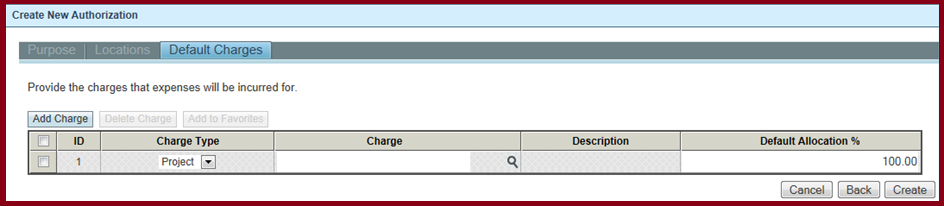 Create New Authorization
Purpose Locations Default Charges
Provide the charges that expenses will be incurred for.
Add Charge Delete Charge Add to Favorites
ID Charge Type Charge Description Default Allocation %
1 Project 100.00
Cancel Back Create